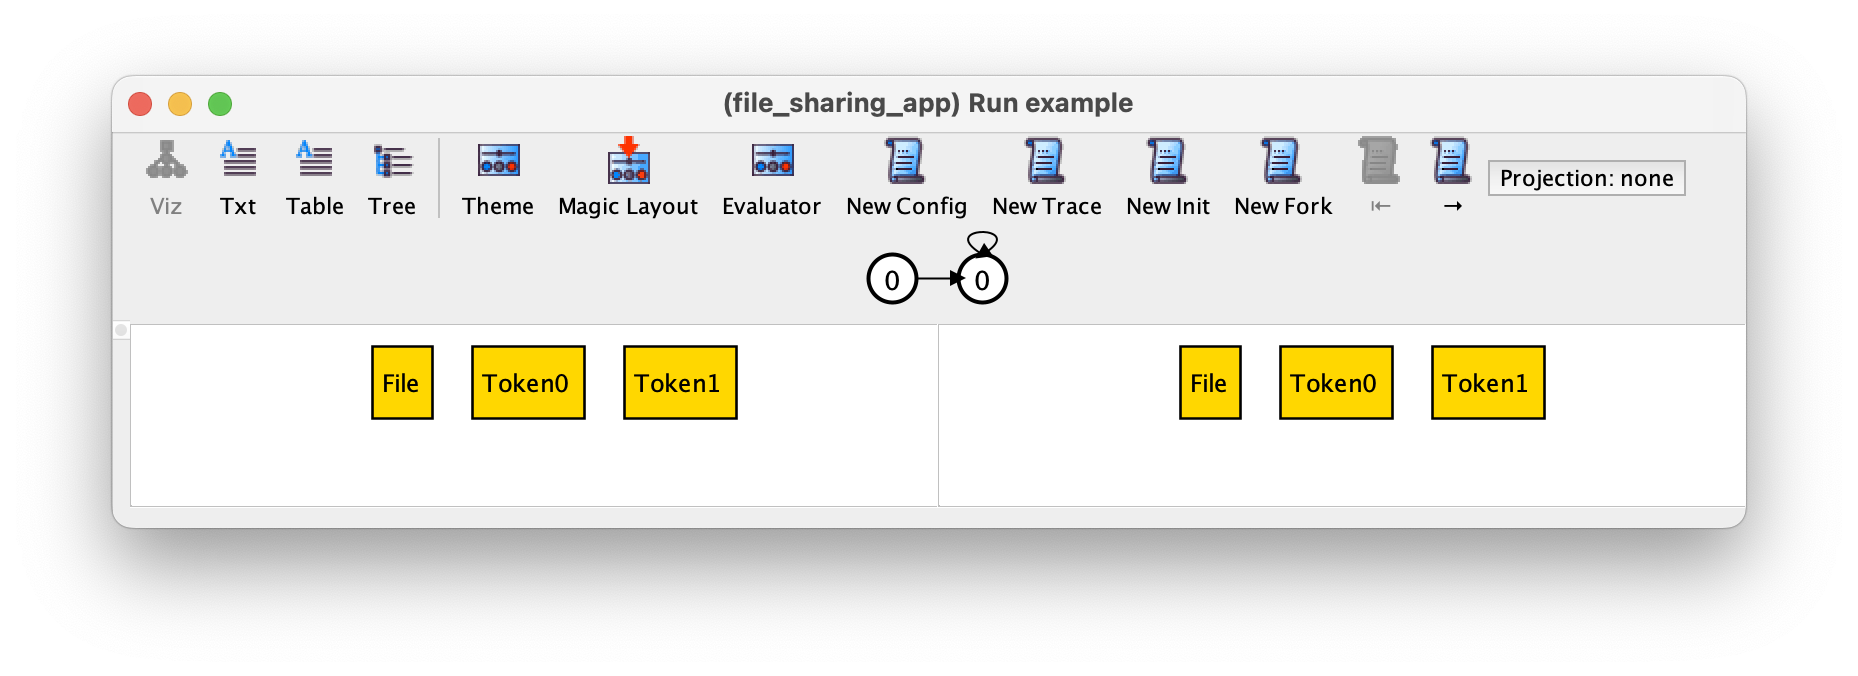 (file_sharing_app) Run example
Viz Txt Table Tree Theme Magic Layout Evaluator New Config New Trace New Init New Fork ⇤ → Projection: none
0 0
File Token0 Token1 File Token0 Token1